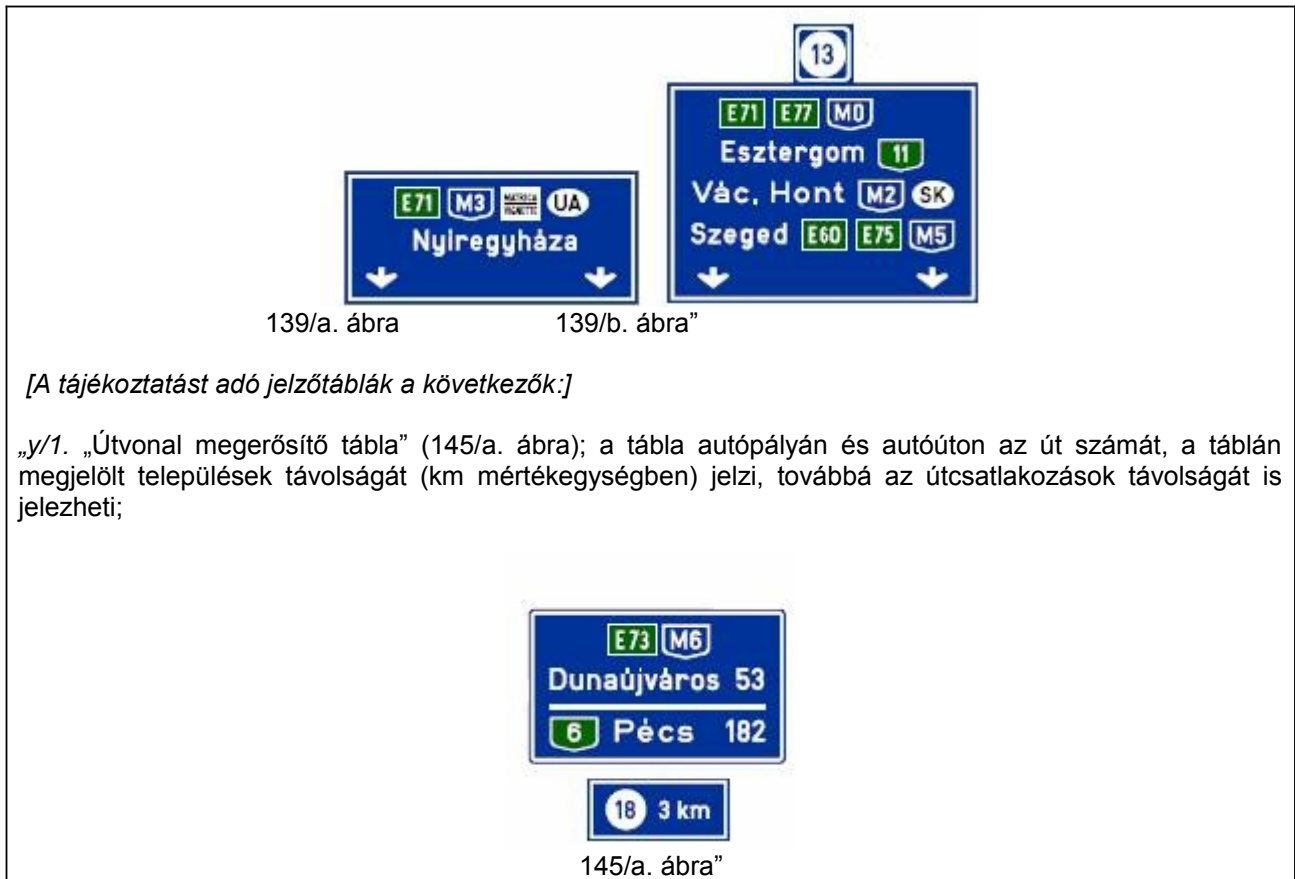 13
E71 E77 M0
Esztergom 11
Vác, Hont M2 SK
Szeged E60 E75 M5
E71 M3 MATRICA VIGNETTE UA
Nyíregyháza
139/a. ábra 139/b. ábra”
[A tájékoztatást adó jelzőtáblák a következők:]
„y/1. „Útvonal megerősítő tábla” (145/a. ábra); a tábla autópályán és autóúton az út számát, a táblán
megjelölt települések távolságát (km mértékegységben) jelzi, továbbá az útcsatlakozások távolságát is
jelezheti;
E73 M6
Dunaújváros 53
6 Pécs 182
18 3 km
145/a. ábra”